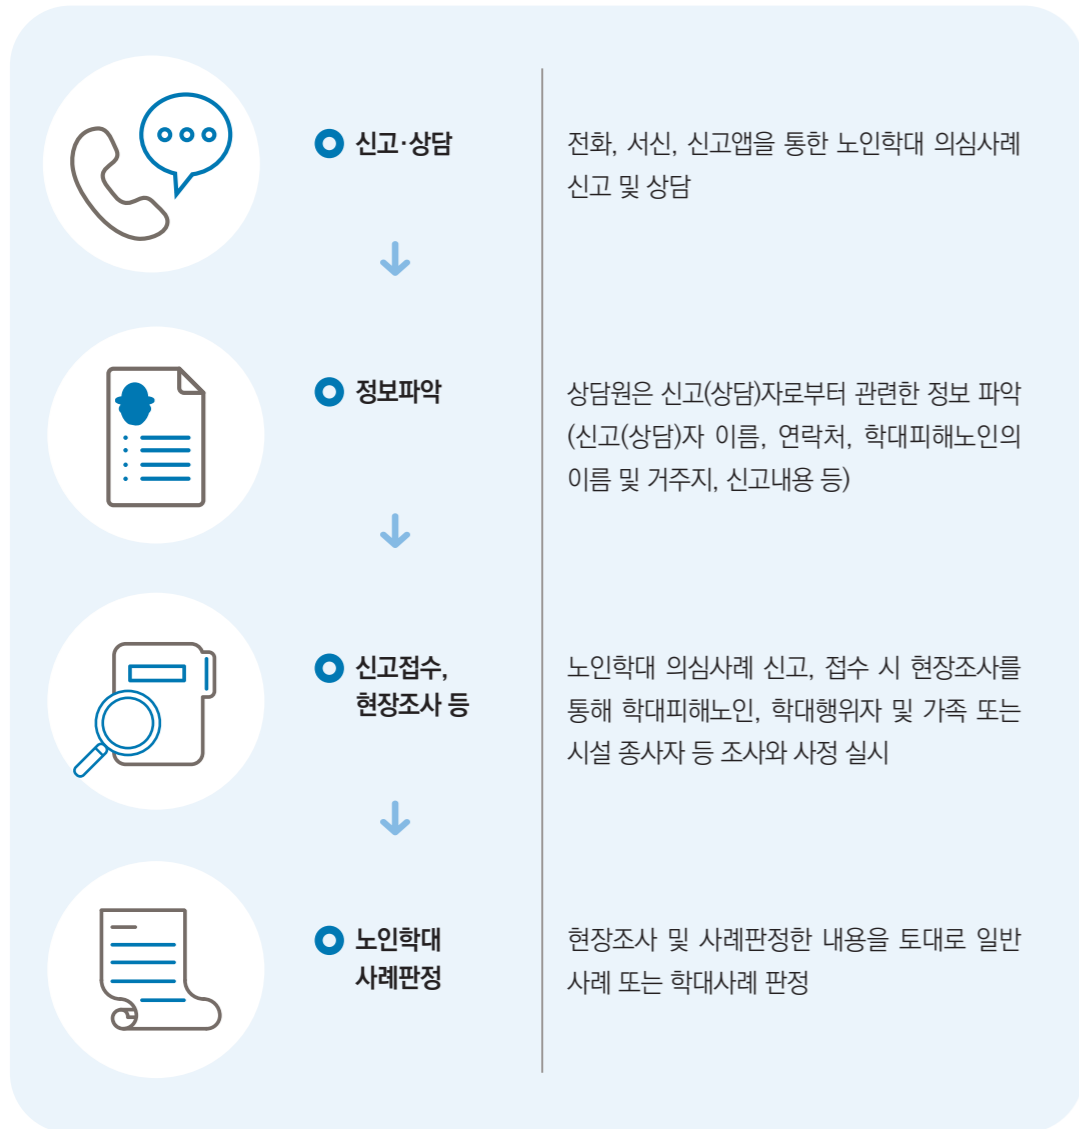 신고·상담
전화, 서신, 신고앱을 통한 노인학대 의심사례
신고 및 상담
정보파악
상담원은 신고(상담)자로부터 관련한 정보 파악
(신고(상담)자 이름, 연락처, 학대피해노인의
이름 및 거주지, 신고내용 등)
신고접수,
현장조사 등
노인학대 의심사례 신고, 접수 시 현장조사를
통해 학대피해노인, 학대행위자 및 가족 또는
시설 종사자 등 조사와 사정 실시
노인학대
사례판정
현장조사 및 사례판정한 내용을 토대로 일반
사례 또는 학대사례 판정